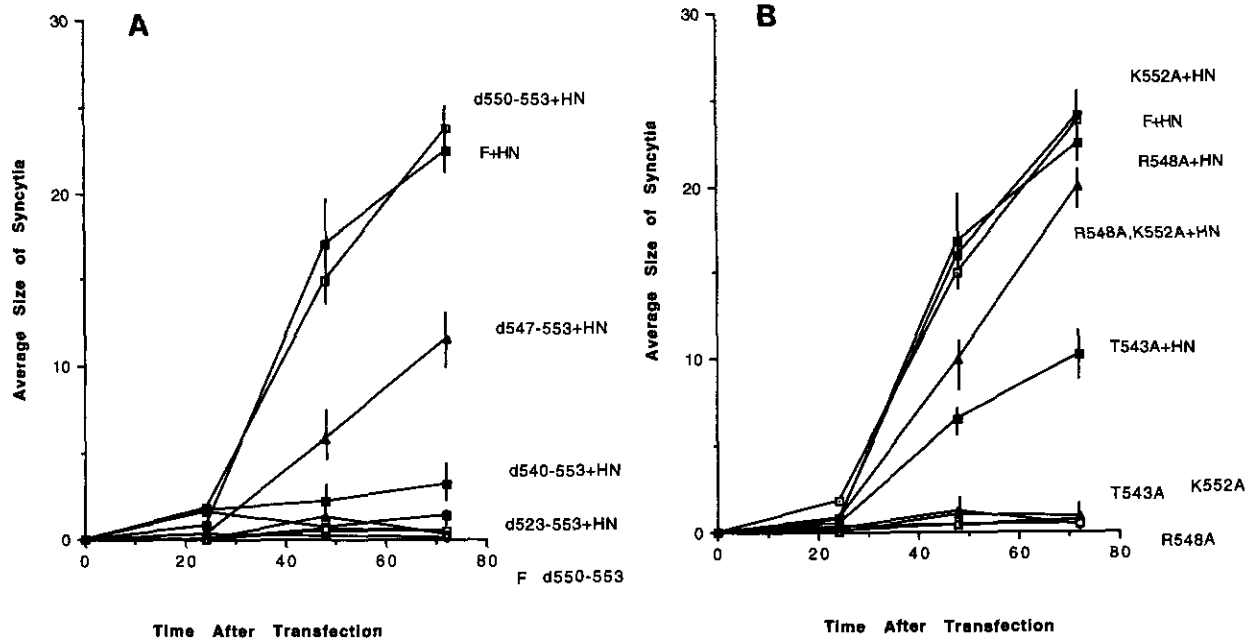 A
30
20
10
0
0 20 40 60 80
Average Size of Syncytia
Time After Transfection
d550-553+HN
F+HN
d547-553+HN
d540-553+HN
d523-553+HN
F d550-553
B
30
20
10
0
0 20 40 60 80
Average Size of Syncytia
Time After Transfection
K552A+HN
F+HN
R548A+HN
R548A,K552A+HN
T543A+HN
T543A K552A
R548A